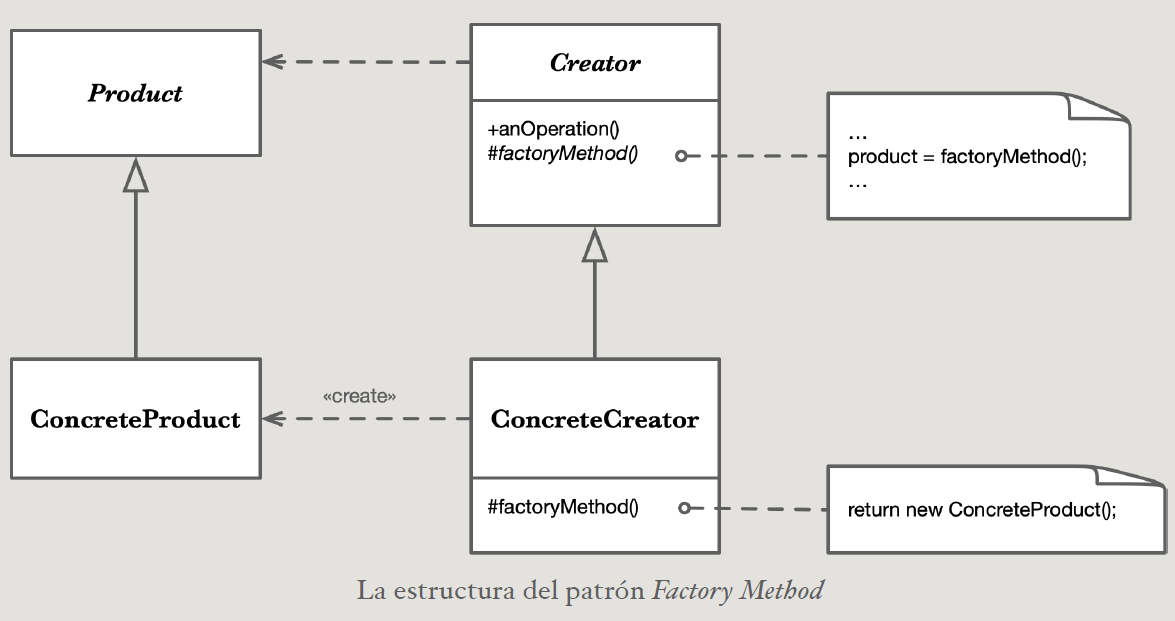 Product
Creator
+anOperation()
#factoryMethod()
...
product = factoryMethod();
...
ConcreteProduct
«create»
ConcreteCreator
#factoryMethod()
return new ConcreteProduct();
La estructura del patrón Factory Method